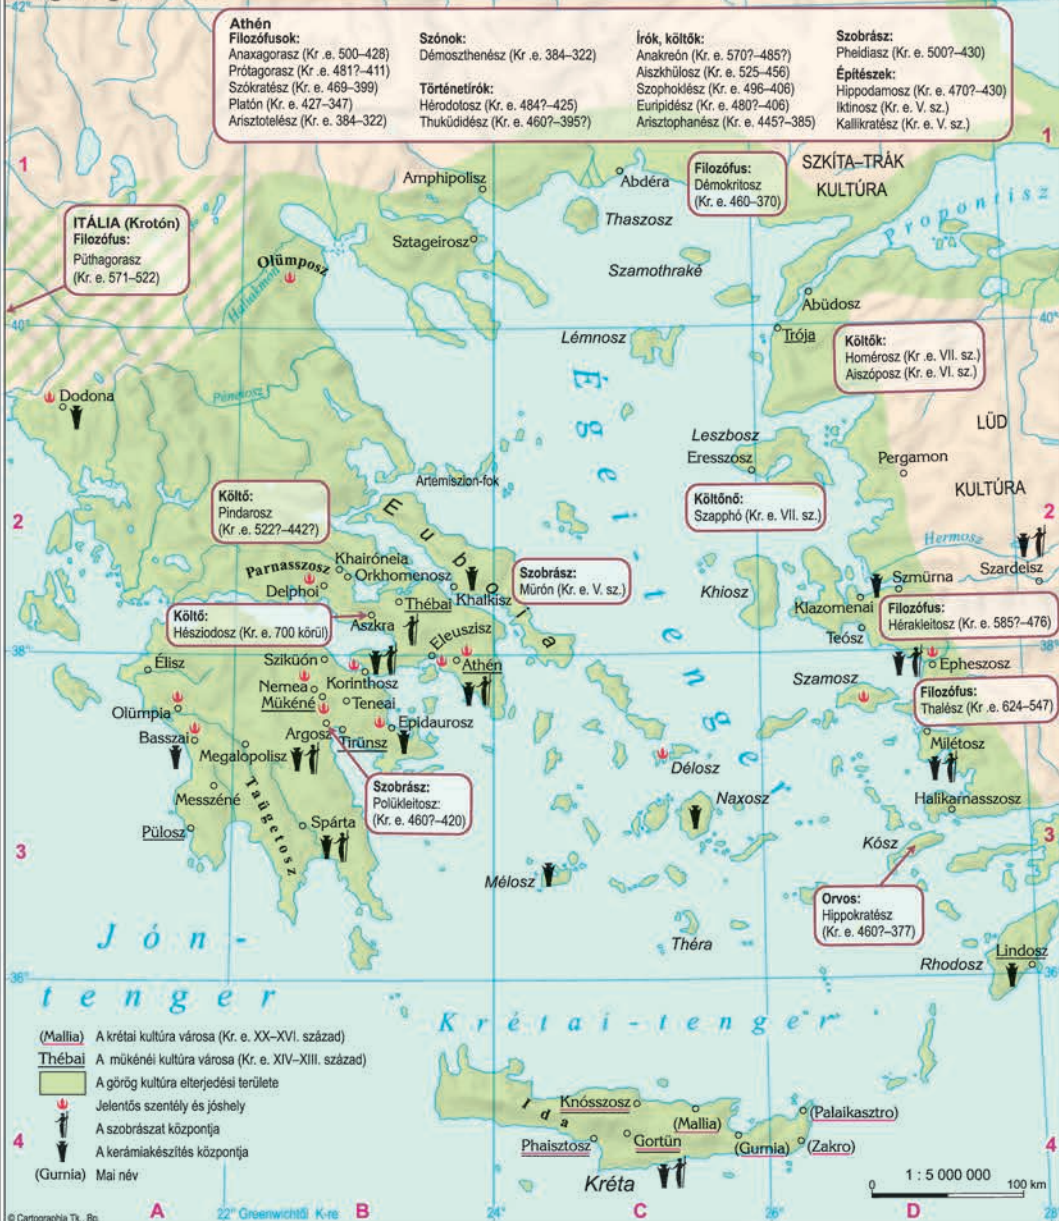 42°
Athén
Filozófusok:
Anaxagorasz (Kr .e. 500–428)
Prótagorasz (Kr .e. 481?–411)
Szókratész (Kr. e. 469–399)
Platón (Kr. e. 427–347)
Arisztotelész (Kr. e. 384–322)
Szónok:
Démoszthenész (Kr. e. 384–322)
Történetírók:
Hérodotosz (Kr. e. 484?–425)
Thuküdidész (Kr. e. 460?–395?)
Írók, költők:
Anakreón (Kr. e. 570?–485?)
Aiszkhülosz (Kr. e. 525–456)
Szophoklész (Kr. e. 496–406)
Euripidész (Kr. e. 480?–406)
Arisztophanész (Kr. e. 445?–385)
Szobrász:
Pheidiasz (Kr. e. 500?–430)
Építészek:
Hippodamosz (Kr. e. 470?–430)
Iktinosz (Kr. e. V. sz.)
Kallikratész (Kr. e. V. sz.)
1
1
Amphipolisz
Abdéra
Thaszosz
Filozófus:
Démokritosz
(Kr. e. 460–370)
SZKÍTA–TRÁK
KULTÚRA
Propontisz
ITÁLIA (Krotón)
Filozófus:
Püthagorasz
(Kr. e. 571–522)
Sztageirosz
Szamothraké
Olümposz
Haliakmón
Abüdosz
40°
40°
Lémnosz
Trója
Költők:
Homérosz (Kr .e. VII. sz.)
Aiszóposz (Kr. e. VI. sz.)
Égei-tenger
Dodona
Péneiosz
LÜD
KULTÚRA
Leszbosz
Eresszosz
Pergamon
Artemiszion-fok
Költő:
Pindarosz
(Kr .e. 522?–442?)
Költőnő:
Szapphó (Kr. e. VII. sz.)
2
2
Euboia
Hermosz
Szardeisz
Khairóneia
Parnasszosz
Orkhomenosz
Delphoi
Khalkisz
Szobrász:
Mürón (Kr. e. V. sz.)
Khiosz
Szmürna
Klazomenai
Teósz
Thébai
Költő:
Hésziodosz (Kr. e. 700 körül)
Aszkra
Filozófus:
Hérakleitosz (Kr. e. 585?–476)
38°
Eleuszisz
Athén
Epheszosz
Élisz
Sziküón
Korinthosz
Nemea
Mükéné
Teneai
Szamosz
Filozófus:
Thalész (Kr .e. 624–547)
Olümpia
Epidaurosz
Basszai
Argosz
Tirünsz
Megalopolisz
Milétosz
Délosz
Szobrász:
Polükleitosz:
(Kr. e. 460?–420)
Taügetosz
Messzéné
Naxosz
Halikarnasszosz
Spárta
Pülosz
3
3
Kósz
Mélosz
Orvos:
Hippokratész
(Kr. e. 460?–377)
Théra
Jón-
tenger
Rhodosz
Lindosz
36°
36°
Krétai-tenger
(Mallia) A krétai kultúra városa (Kr. e. XX–XVI. század)
Thébai A mükénéi kultúra városa (Kr. e. XIV–XIII. század)
A görög kultúra elterjedési területe
Jelentős szentély és jóshely
A szobrászat központja
A kerámiakészítés központja
(Gurnia) Mai név
Ida
Knósszosz
(Mallia)
(Palaikasztro)
Phaisztosz
Gortün
(Gurnia)
(Zakro)
Kréta
4
4
1 : 5 000 000
0 100 km
A
22° Greenwichtől K-re
B
24°
C
26°
D
28°
© Cartographia Tk., Bp.